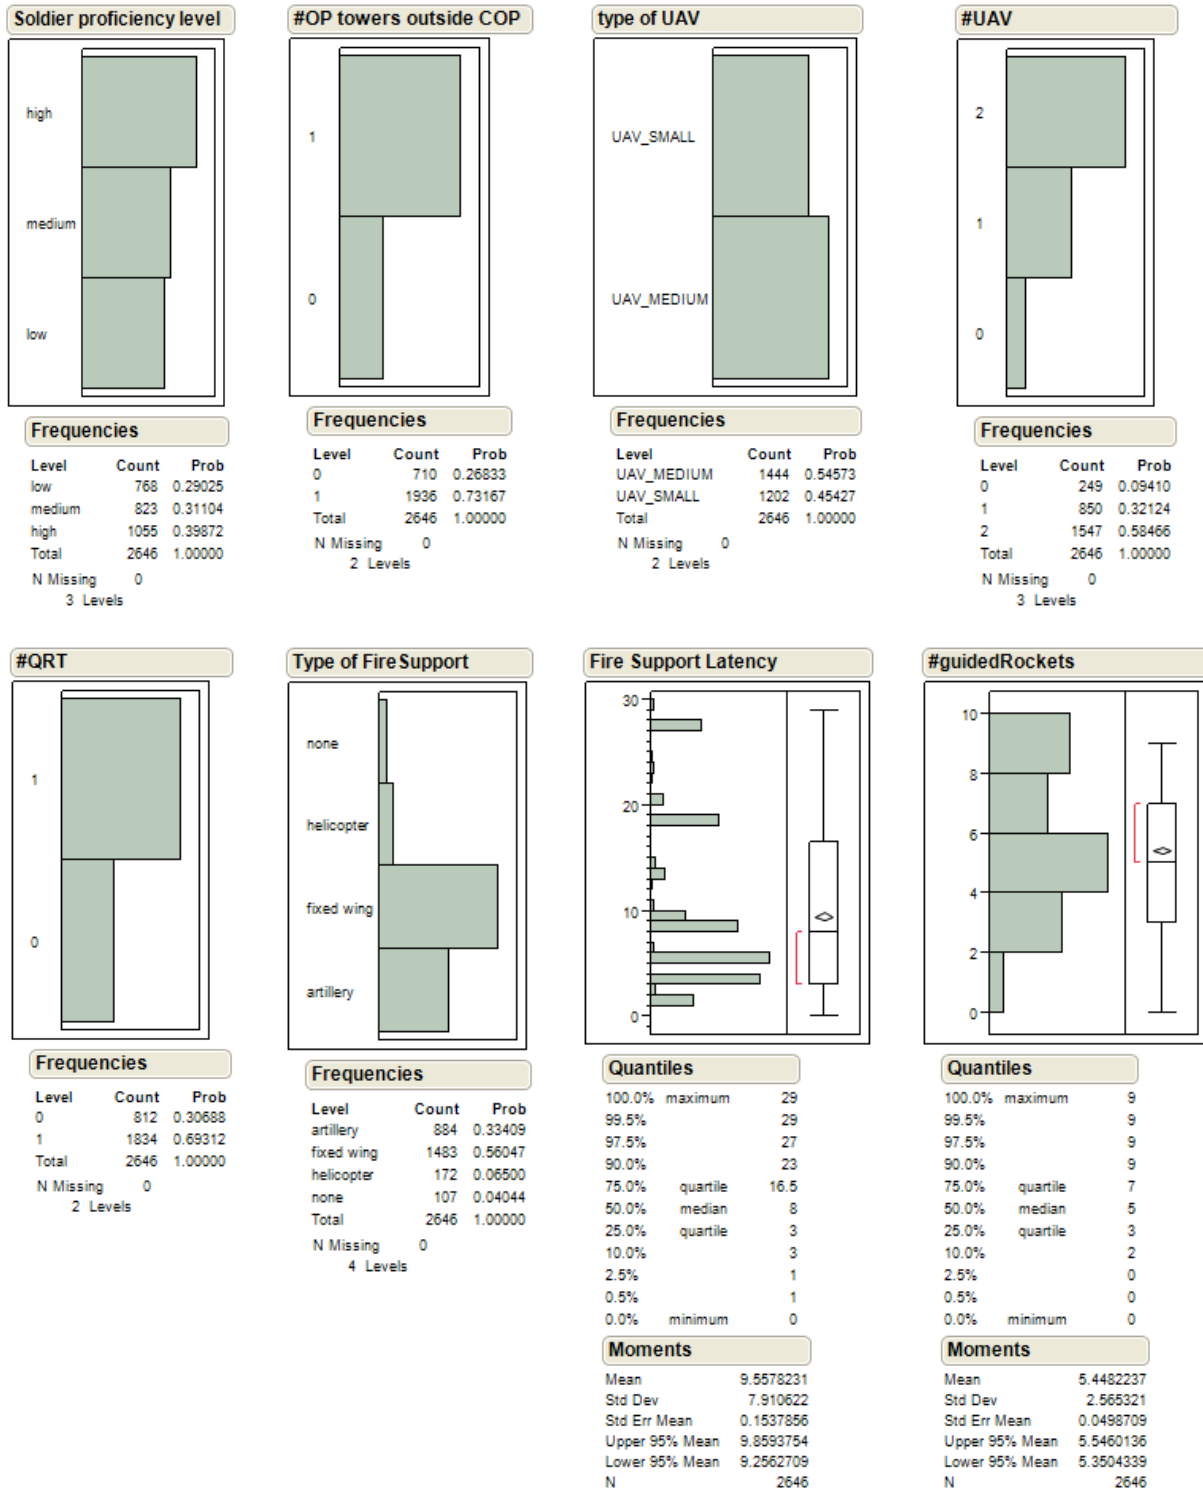 Soldier proficiency level
high
medium
low
Frequencies
Level Count Prob
low 768 0.29025
medium 823 0.31104
high 1055 0.39872
Total 2646 1.00000
N Missing 0
3 Levels
#OP towers outside COP
1
0
Frequencies
Level Count Prob
0 710 0.26833
1 1936 0.73167
Total 2646 1.00000
N Missing 0
2 Levels
type of UAV
UAV_SMALL
UAV_MEDIUM
Frequencies
Level Count Prob
UAV_MEDIUM 1444 0.54573
UAV_SMALL 1202 0.45427
Total 2646 1.00000
N Missing 0
2 Levels
#UAV
2
1
0
Frequencies
Level Count Prob
0 249 0.09410
1 850 0.32124
2 1547 0.58466
Total 2646 1.00000
N Missing 0
3 Levels
#QRT
1
0
Frequencies
Level Count Prob
0 812 0.30688
1 1834 0.69312
Total 2646 1.00000
N Missing 0
2 Levels
Type of FireSupport
none
helicopter
fixed wing
artillery
Frequencies
Level Count Prob
artillery 884 0.33409
fixed wing 1483 0.56047
helicopter 172 0.06500
none 107 0.04044
Total 2646 1.00000
N Missing 0
4 Levels
Fire Support Latency
30
20
10
0
Quantiles
100.0% maximum 29
99.5% 29
97.5% 27
90.0% 23
75.0% quartile 16.5
50.0% median 8
25.0% quartile 3
10.0% 3
2.5% 1
0.5% 1
0.0% minimum 0
Moments
Mean 9.5578231
Std Dev 7.910622
Std Err Mean 0.1537856
Upper 95% Mean 9.8593754
Lower 95% Mean 9.2562709
N 2646
#guidedRockets
10
8
6
4
2
0
Quantiles
100.0% maximum 9
99.5% 9
97.5% 9
90.0% 9
75.0% quartile 7
50.0% median 5
25.0% quartile 3
10.0% 2
2.5% 0
0.5% 0
0.0% minimum 0
Moments
Mean 5.4482237
Std Dev 2.565321
Std Err Mean 0.0498709
Upper 95% Mean 5.5460136
Lower 95% Mean 5.3504339
N 2646